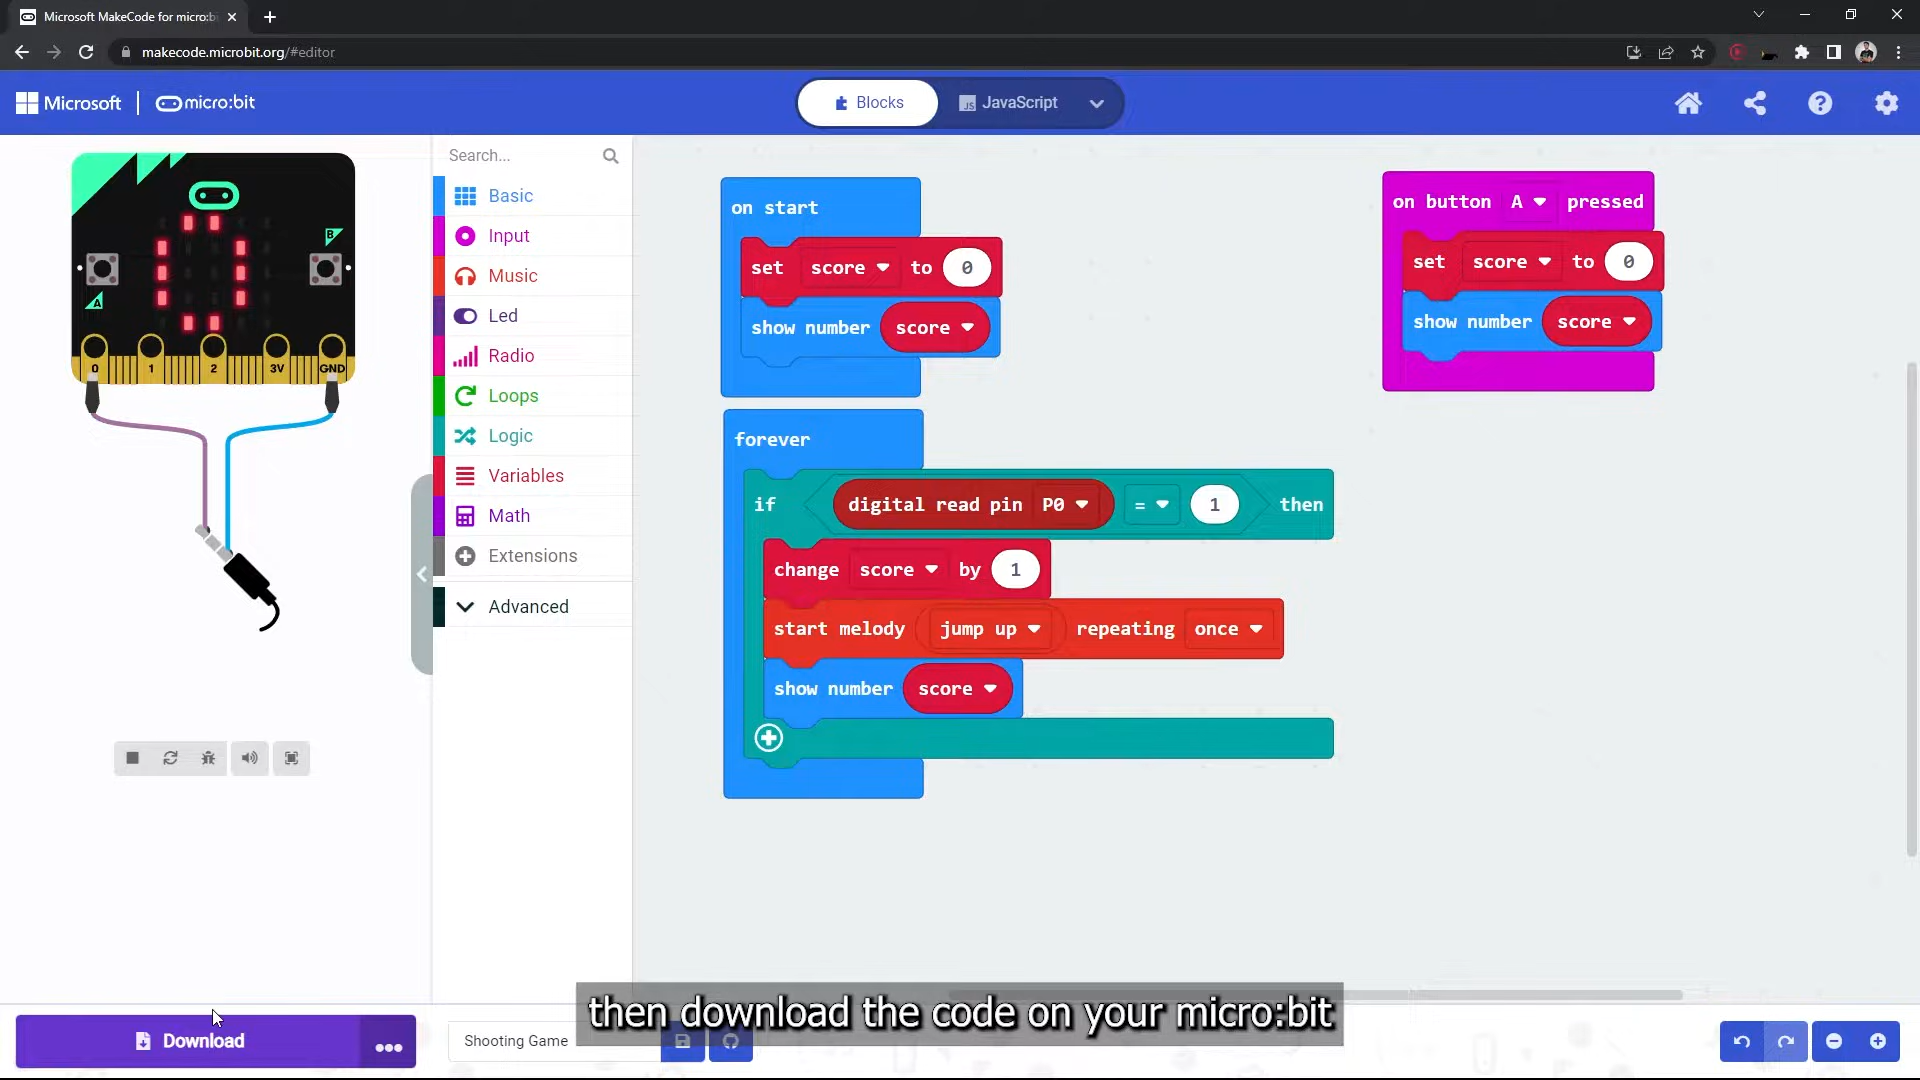 Microsoft MakeCode for micro:b
makecode.microbit.org/#editor
Microsoft
micro:bit
Blocks
JS
JavaScript
Search...
Basic
Input
Music
Led
Radio
Loops
Logic
Variables
Math
Extensions
Advanced
A
B
0 1 2 3V GND
on start
set score to 0
show number score
on button A pressed
set score to 0
show number score
forever
if digital read pin P0 = 1 then
change score by 1
start melody jump up repeating once
show number score
Download
Shooting Game
then download the code on your micro:bit